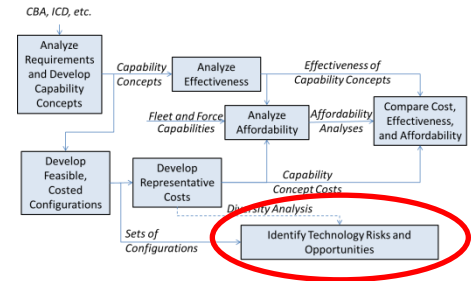 CBA, ICD, etc.
Analyze
Requirements
and Develop
Capability
Concepts
Capability
Concepts
Analyze
Effectiveness
Effectiveness of
Capability Concepts
Fleet and Force
Capabilities
Analyze
Affordability
Affordability
Analyses
Compare Cost,
Effectiveness,
and Affordability
Develop
Feasible,
Costed
Configurations
Develop
Representative
Costs
Capability
Concept Costs
Diversity Analysis
Sets of
Configurations
Identify Technology Risks and
Opportunities